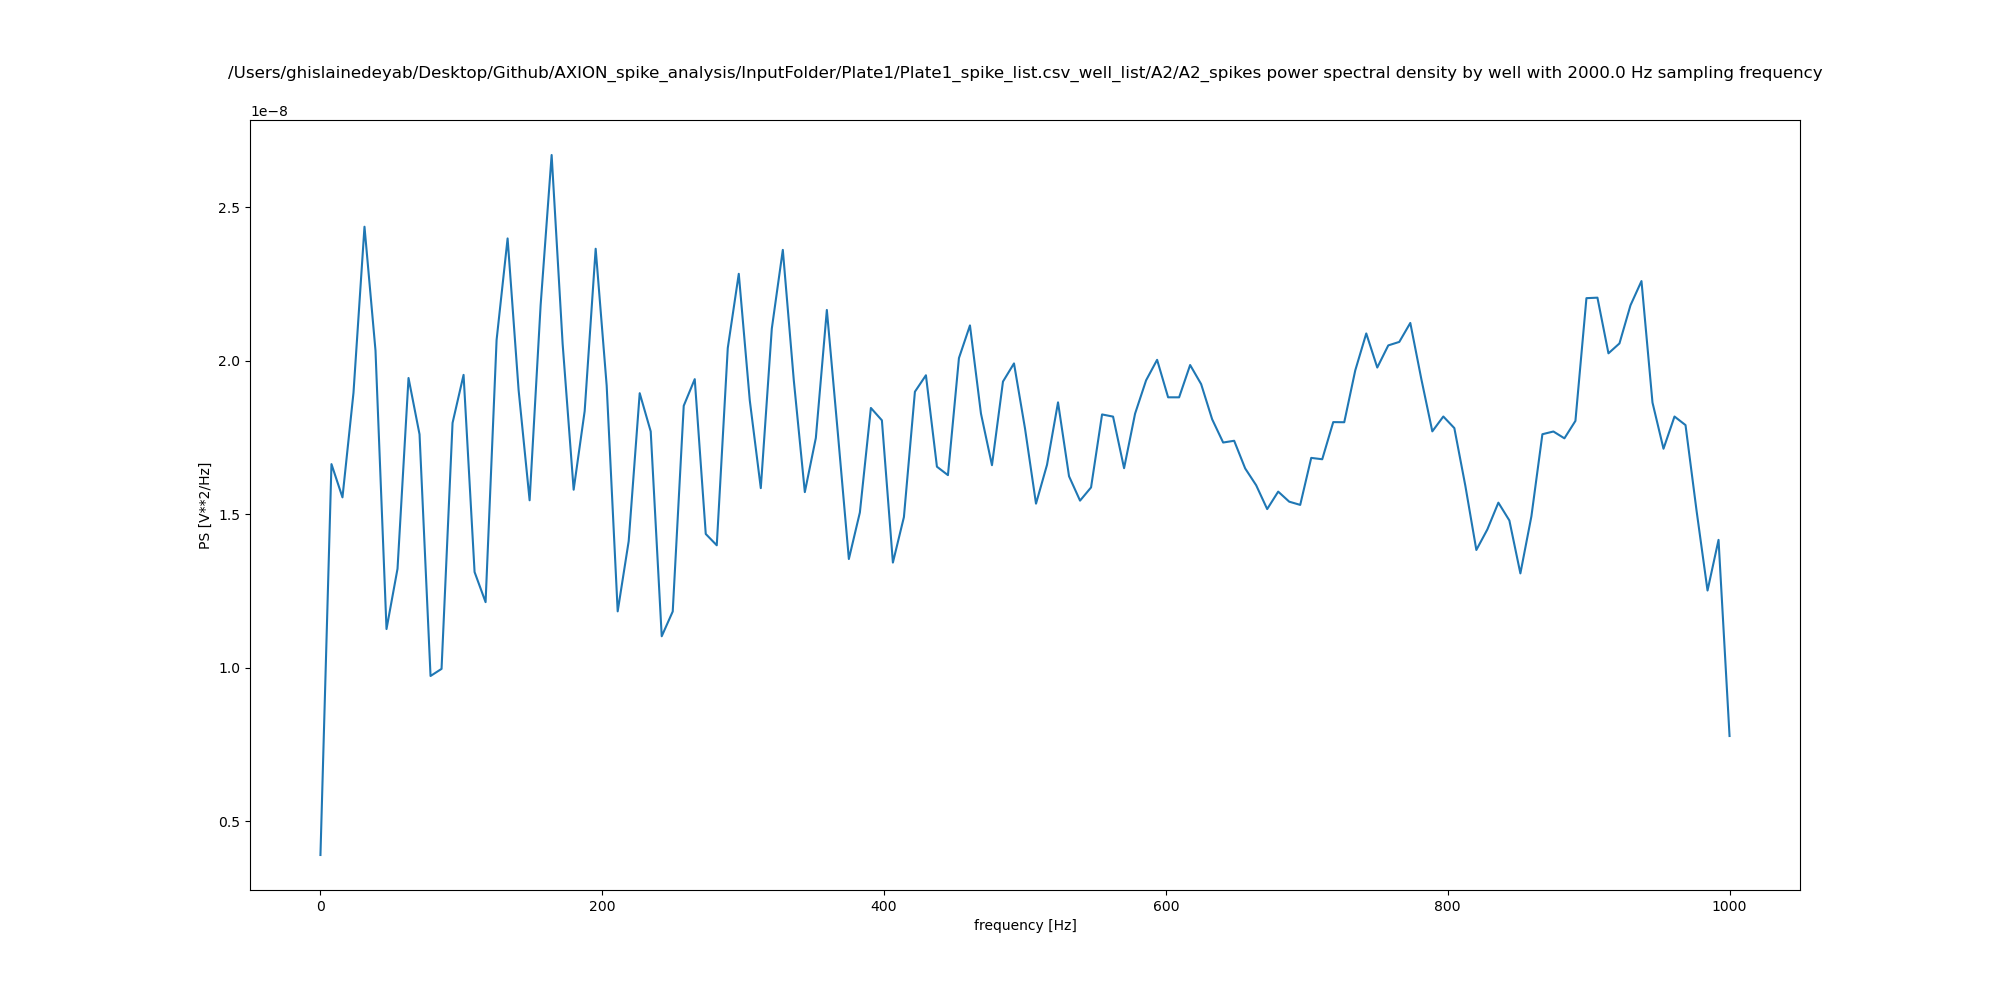 /Users/ghislainedeyab/Desktop/Github/AXION_spike_analysis/InputFolder/Plate1/Plate1_spike_list.csv_well_list/A2/A2_spikes power spectral density by well with 2000.0 Hz sampling frequency
1e−8
2.5
2.0
1.5
1.0
0.5
PS [V**2/Hz]
0 200 400 600 800 1000
frequency [Hz]